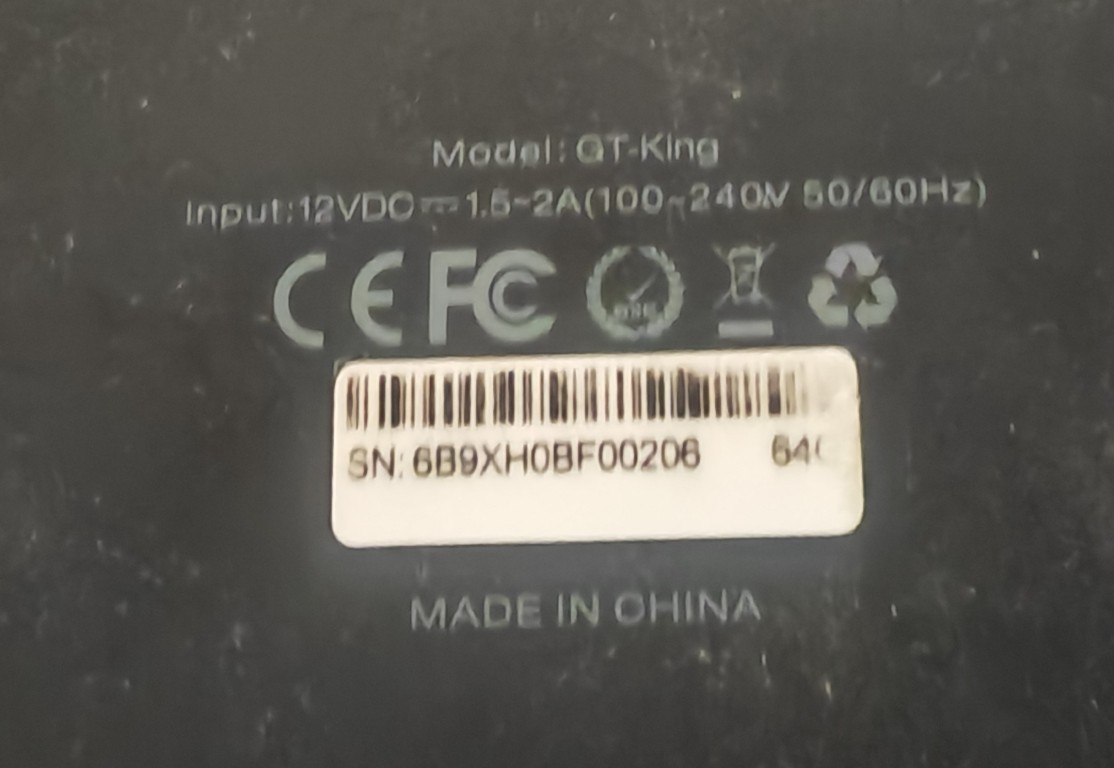 Model: GT-King
Input:12VDC⎓1.5~2A(100~240V 50/60Hz)
CE FC
SN: 6B9XH0BF00206
MADE IN CHINA